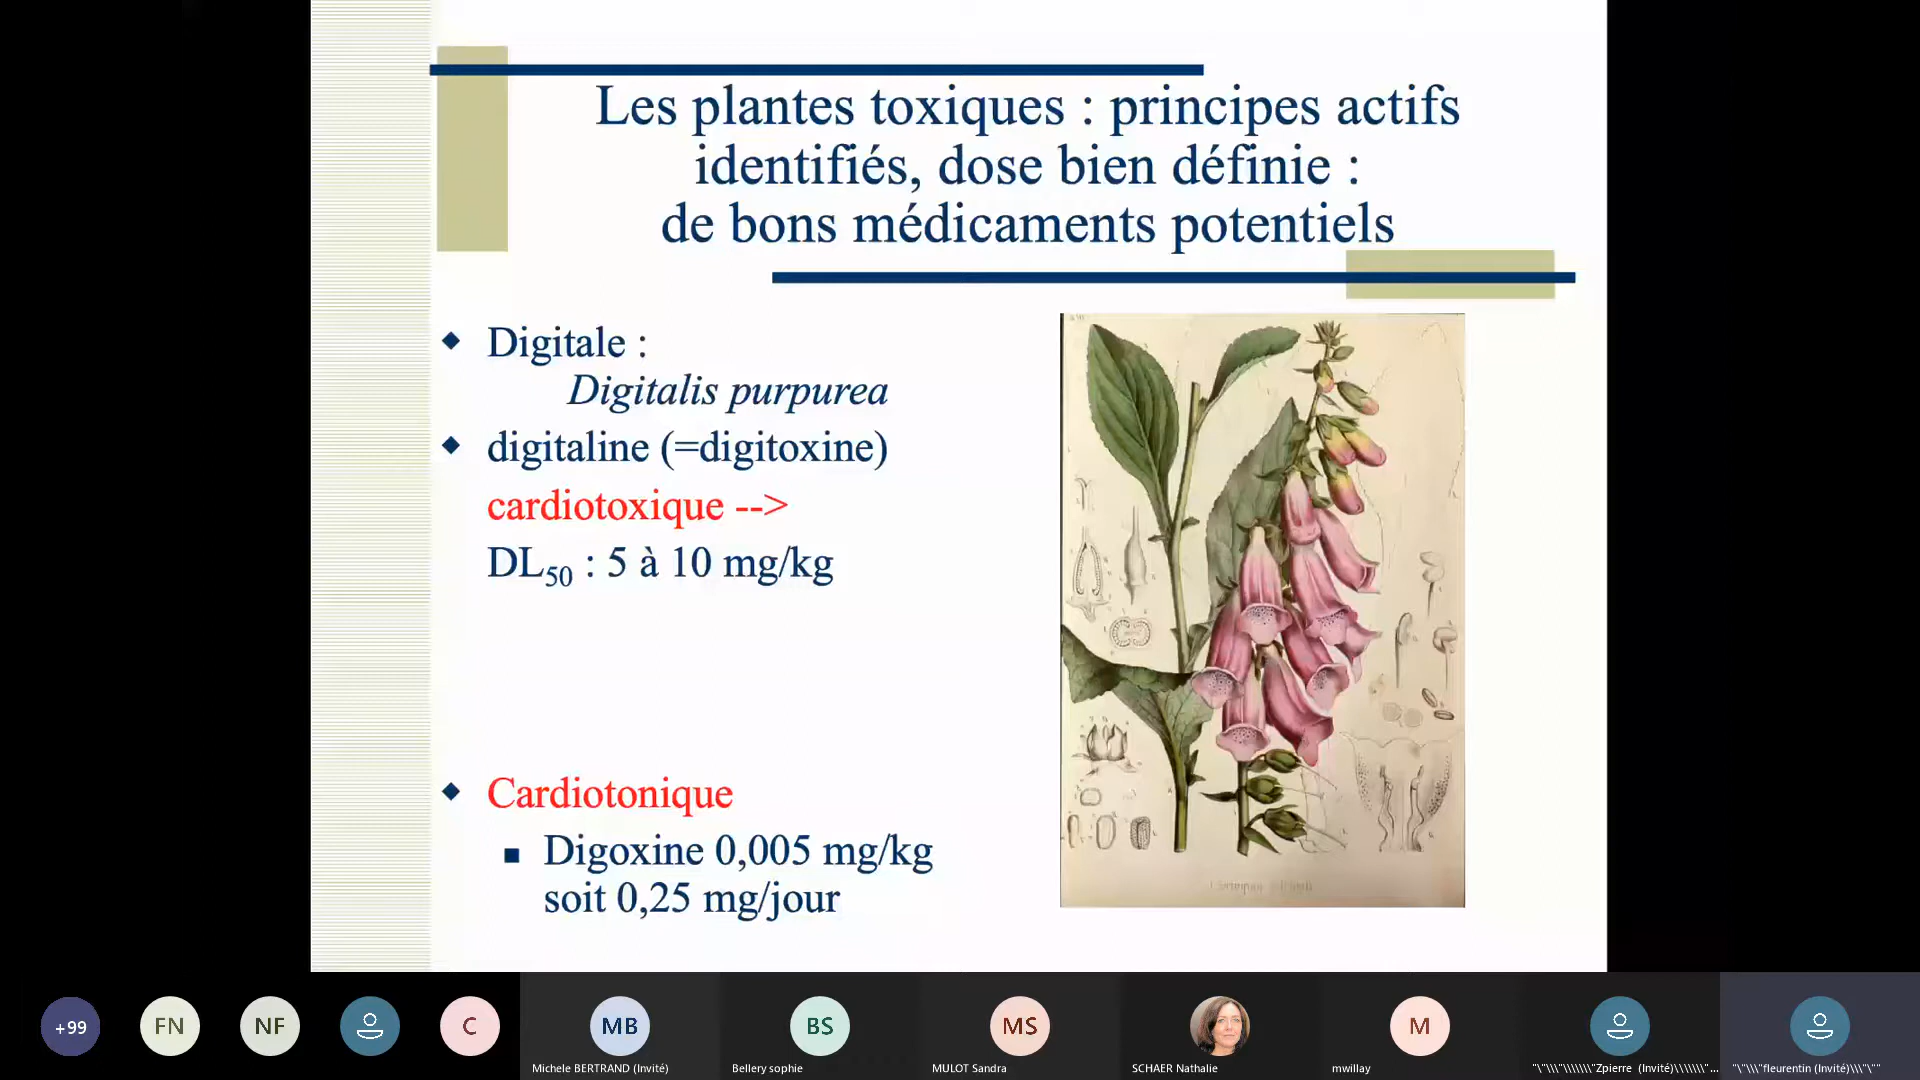 Les plantes toxiques : principes actifs
identifiés, dose bien définie :
de bons médicaments potentiels
Digitale :
Digitalis purpurea
digitaline (=digitoxine)
cardiotoxique -->
DL50 : 5 à 10 mg/kg
Cardiotonique
Digoxine 0,005 mg/kg
soit 0,25 mg/jour
+99
FN
NF
C
MB
BS
MS
M
Michele BERTRAND (Invité)
Bellery sophie
MULOT Sandra
SCHAER Nathalie
mwillay
"\"\\\"\\\\\\\"Zpierre (Invité)\\\\\\\"...
"\"\\\"fleurentin (Invité)\\\"\""